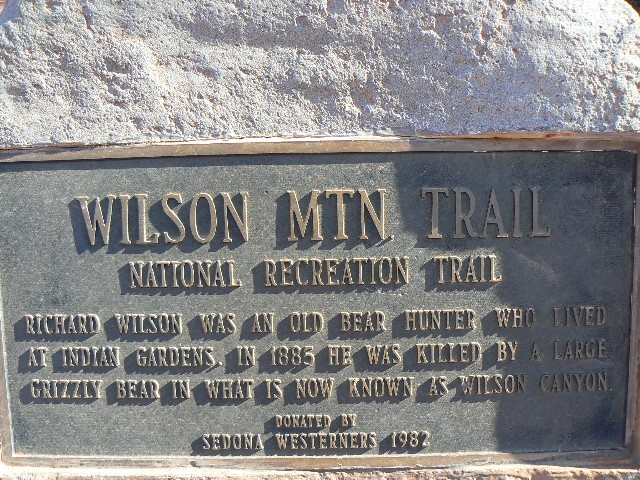 WILSON MTN. TRAIL
NATIONAL RECREATION TRAIL
RICHARD WILSON WAS AN OLD BEAR HUNTER WHO LIVED
AT INDIAN GARDENS. IN 1885 HE WAS KILLED BY A LARGE
GRIZZLY BEAR IN WHAT IS NOW KNOWN AS WILSON CANYON.
DONATED BY
SEDONA WESTERNERS 1982